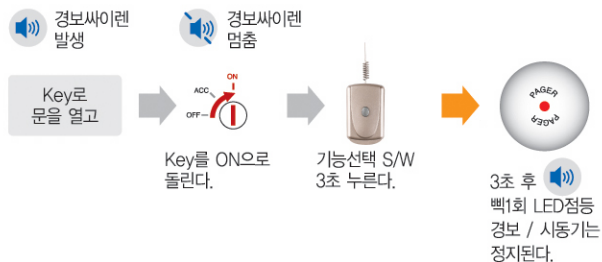 경보싸이렌
발생
경보싸이렌
멈춤
Key로
문을 열고
ON
ACC
OFF
Key를 ON으로
돌린다.
기능선택 S/W
3초 누른다.
PAGER
PAGER
3초 후
삑1회 LED점등
경보 / 시동기는
정지된다.